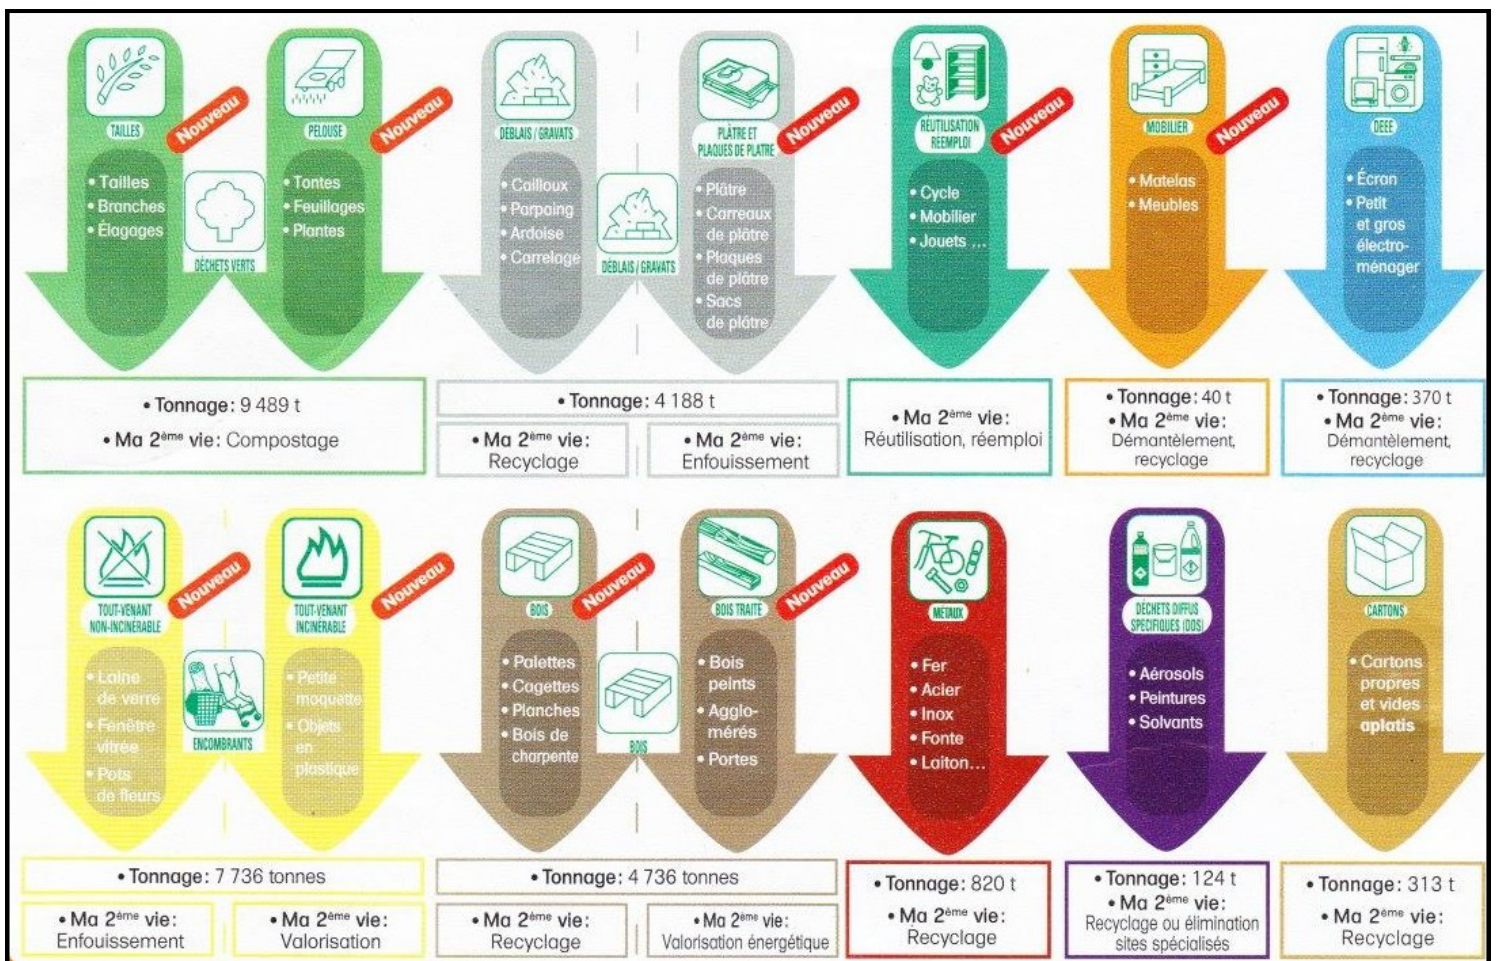 TAILLES
Nouveau
• Tailles
• Branches
• Élagages
DÉCHETS VERTS
PELOUSE
Nouveau
• Tontes
• Feuillages
• Plantes
• Tonnage: 9 489 t
• Ma 2ème vie: Compostage
DÉBLAIS / GRAVATS
• Cailloux
• Parpaing
• Ardoise
• Carrelage
DÉBLAIS / GRAVATS
PLÂTRE ET
PLAQUES DE PLATRE
Nouveau
• Plâtre
• Carreaux
de plâtre
• Plaques
de plâtre
• Sacs
de plâtre
• Tonnage: 4 188 t
• Ma 2ème vie:
Recyclage
• Ma 2ème vie:
Enfouissement
RÉUTILISATION
REEMPLOI
Nouveau
• Cycle
• Mobilier
• Jouets ...
• Ma 2ème vie:
Réutilisation, réemploi
MOBILIER
Nouveau
• Matelas
• Meubles
• Tonnage: 40 t
• Ma 2ème vie:
Démantèlement,
recyclage
DEEE
• Écran
• Petit
et gros
électro-
ménager
• Tonnage: 370 t
• Ma 2ème vie:
Démantèlement,
recyclage
TOUT-VENANT
NON-INCINÉRABLE
Nouveau
• Laine
de verre
• Fenêtre
vitrée
• Pots
de fleurs
ENCOMBRANTS
TOUT-VENANT
INCINÉRABLE
Nouveau
• Petite
moquette
• Objets
en
plastique
• Tonnage: 7 736 tonnes
• Ma 2ème vie:
Enfouissement
• Ma 2ème vie:
Valorisation
BOIS
Nouveau
• Palettes
• Cagettes
• Planches
• Bois de
charpente
BOIS
BOIS TRAITÉ
Nouveau
• Bois
peints
• Agglo-
mérés
• Portes
• Tonnage: 4 736 tonnes
• Ma 2ème vie:
Recyclage
• Ma 2ème vie:
Valorisation énergétique
MÉTAUX
• Fer
• Acier
• Inox
• Fonte
• Laiton...
• Tonnage: 820 t
• Ma 2ème vie:
Recyclage
DÉCHETS DIFFUS
SPECIFIQUES (DDS)
• Aérosols
• Peintures
• Solvants
• Tonnage: 124 t
• Ma 2ème vie:
Recyclage ou élimination
sites spécialisés
CARTONS
• Cartons
propres
et vides
aplatis
• Tonnage: 313 t
• Ma 2ème vie:
Recyclage